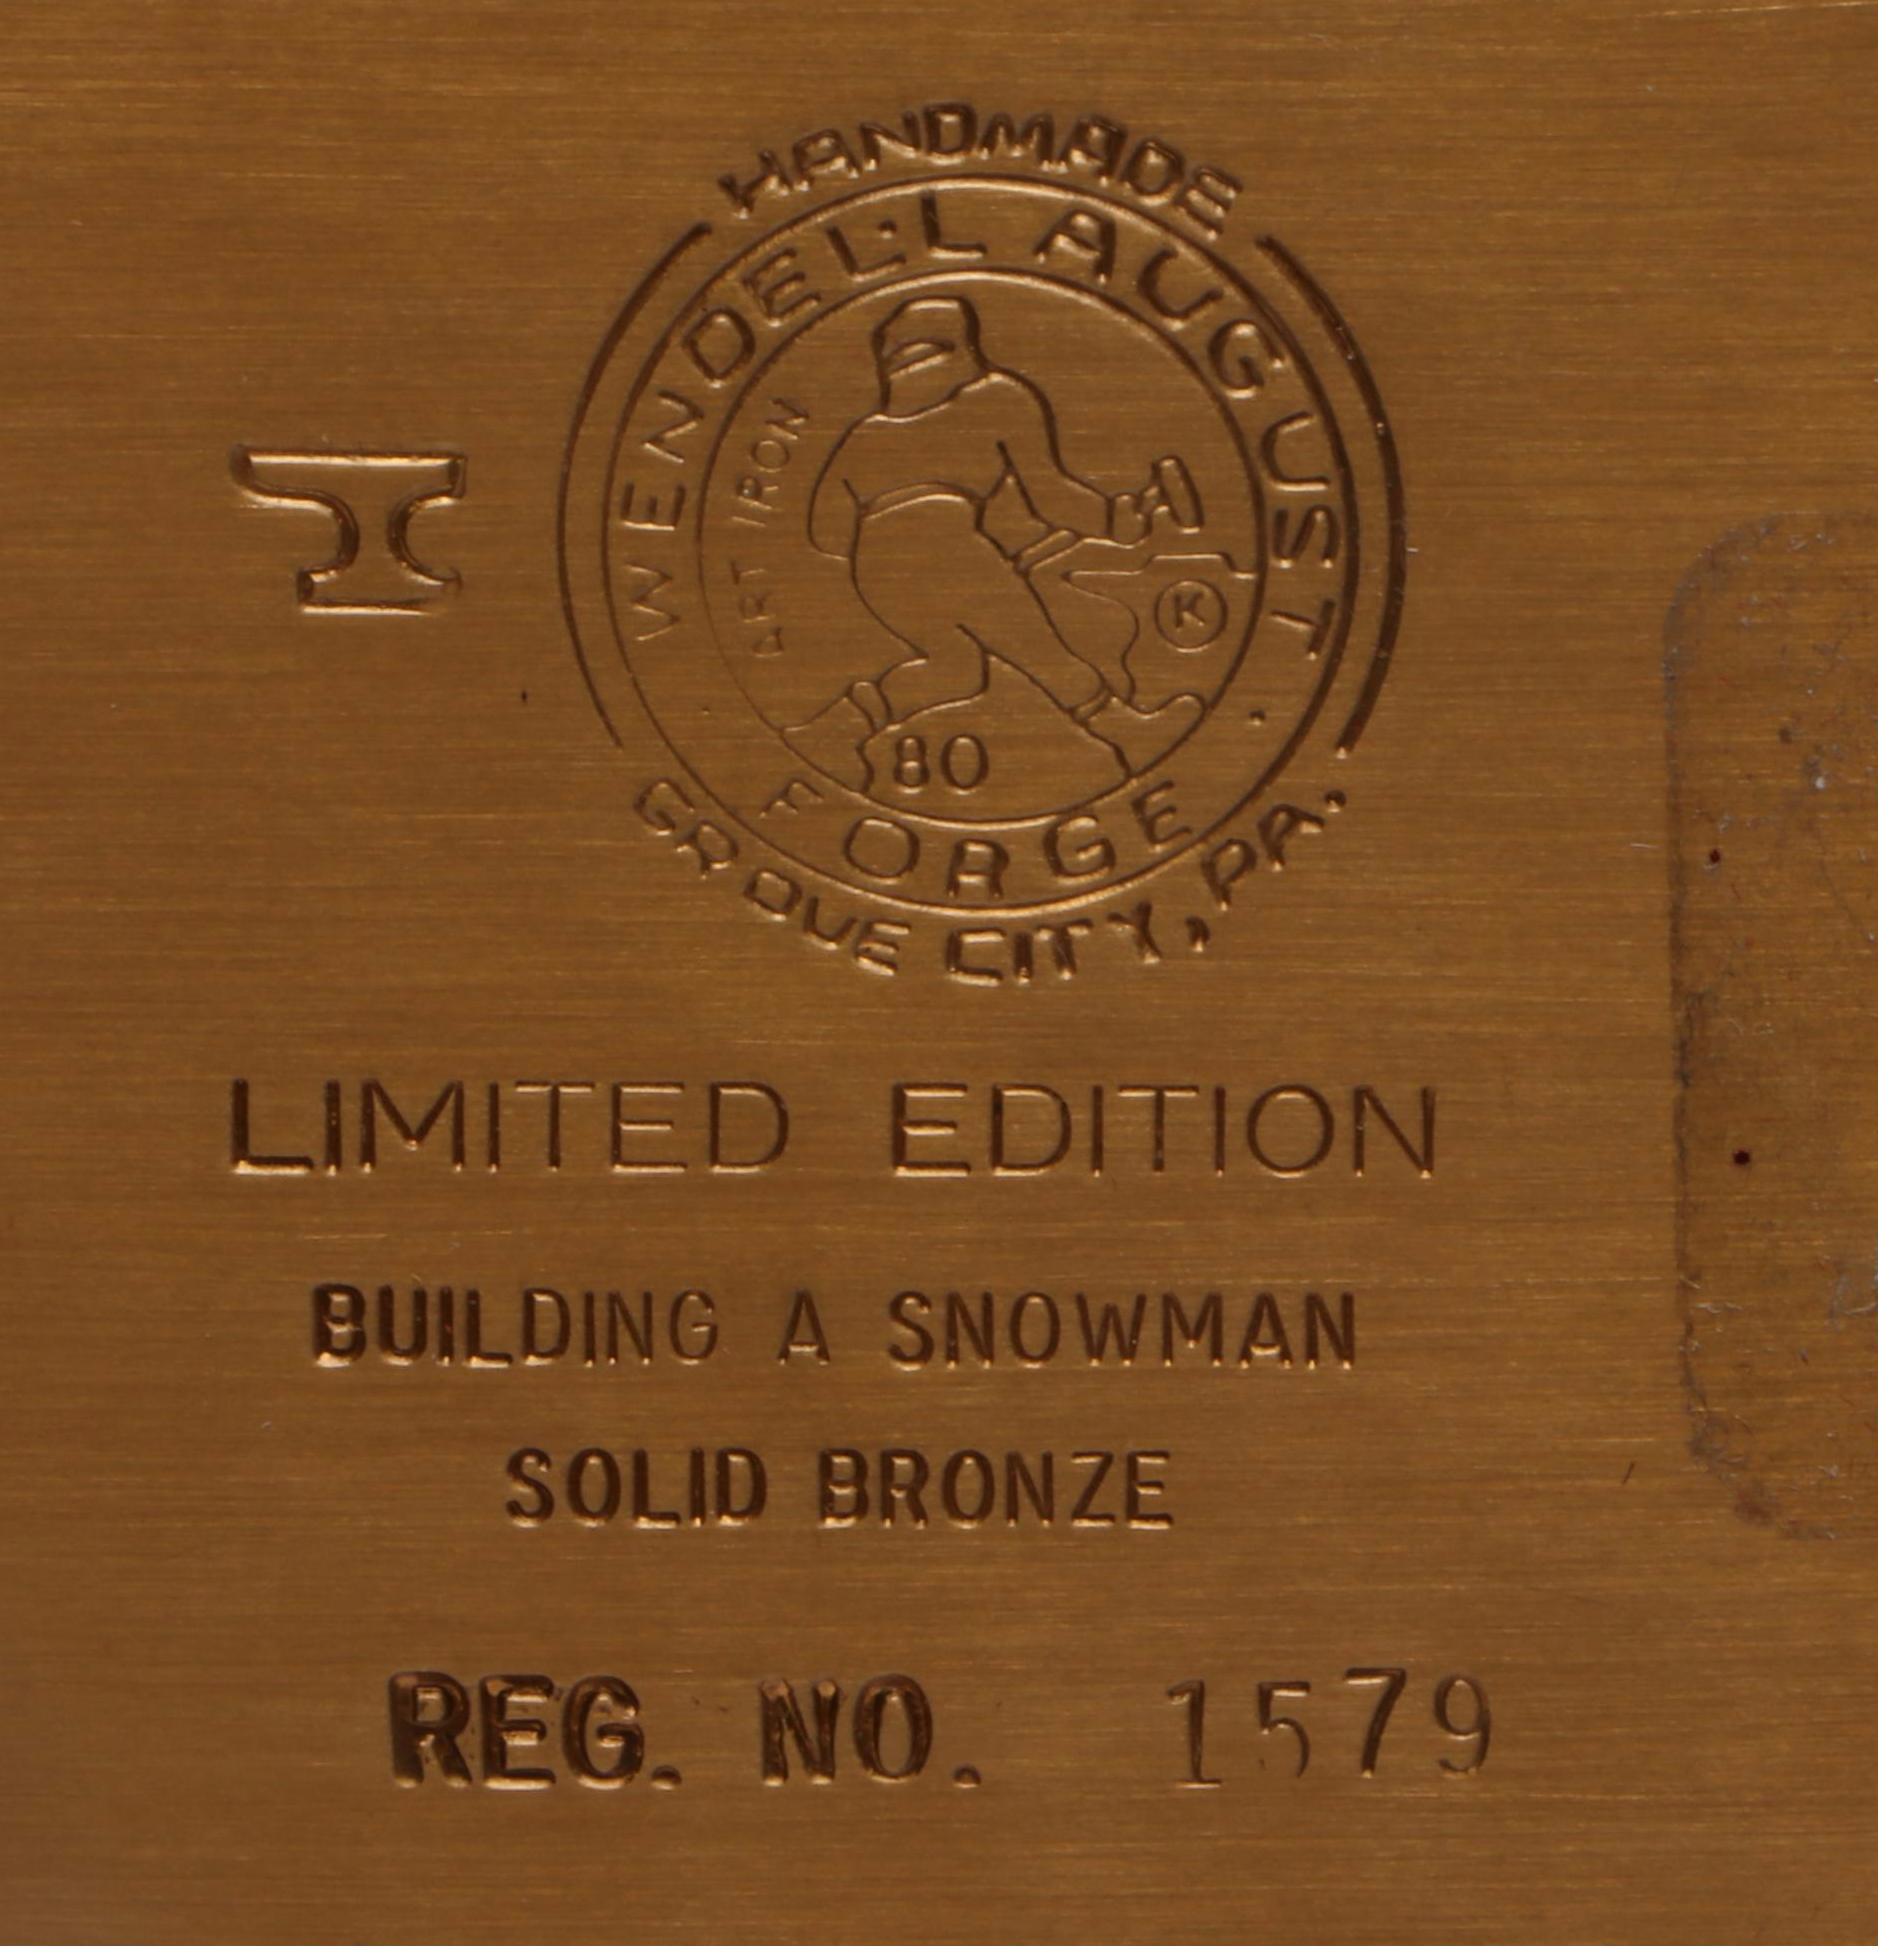 HANDMADE
WENDELL AUGUST
ART IRON
K
80
FORGE
GROVE CITY, PA.
LIMITED EDITION
BUILDING A SNOWMAN
SOLID BRONZE
REG. NO. 1579